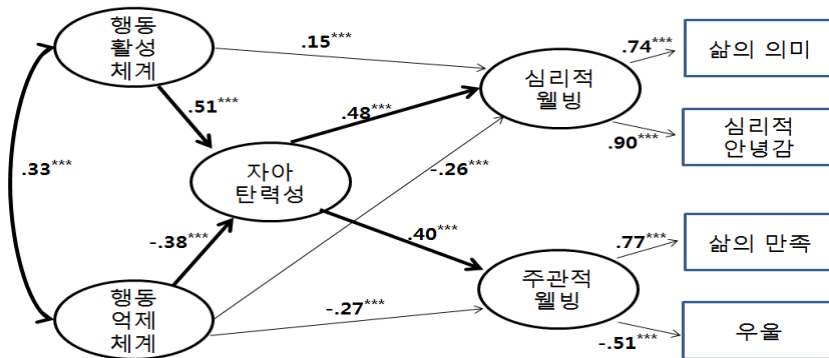 행동
활성
체계
.15***
.74***
삶의 의미
심리적
웰빙
.51***
.48***
.90***
심리적
안녕감
.33***
자아
탄력성
-.26***
-.38***
.40***
.77***
삶의 만족
주관적
웰빙
행동
억제
체계
-.27***
-.51***
우울